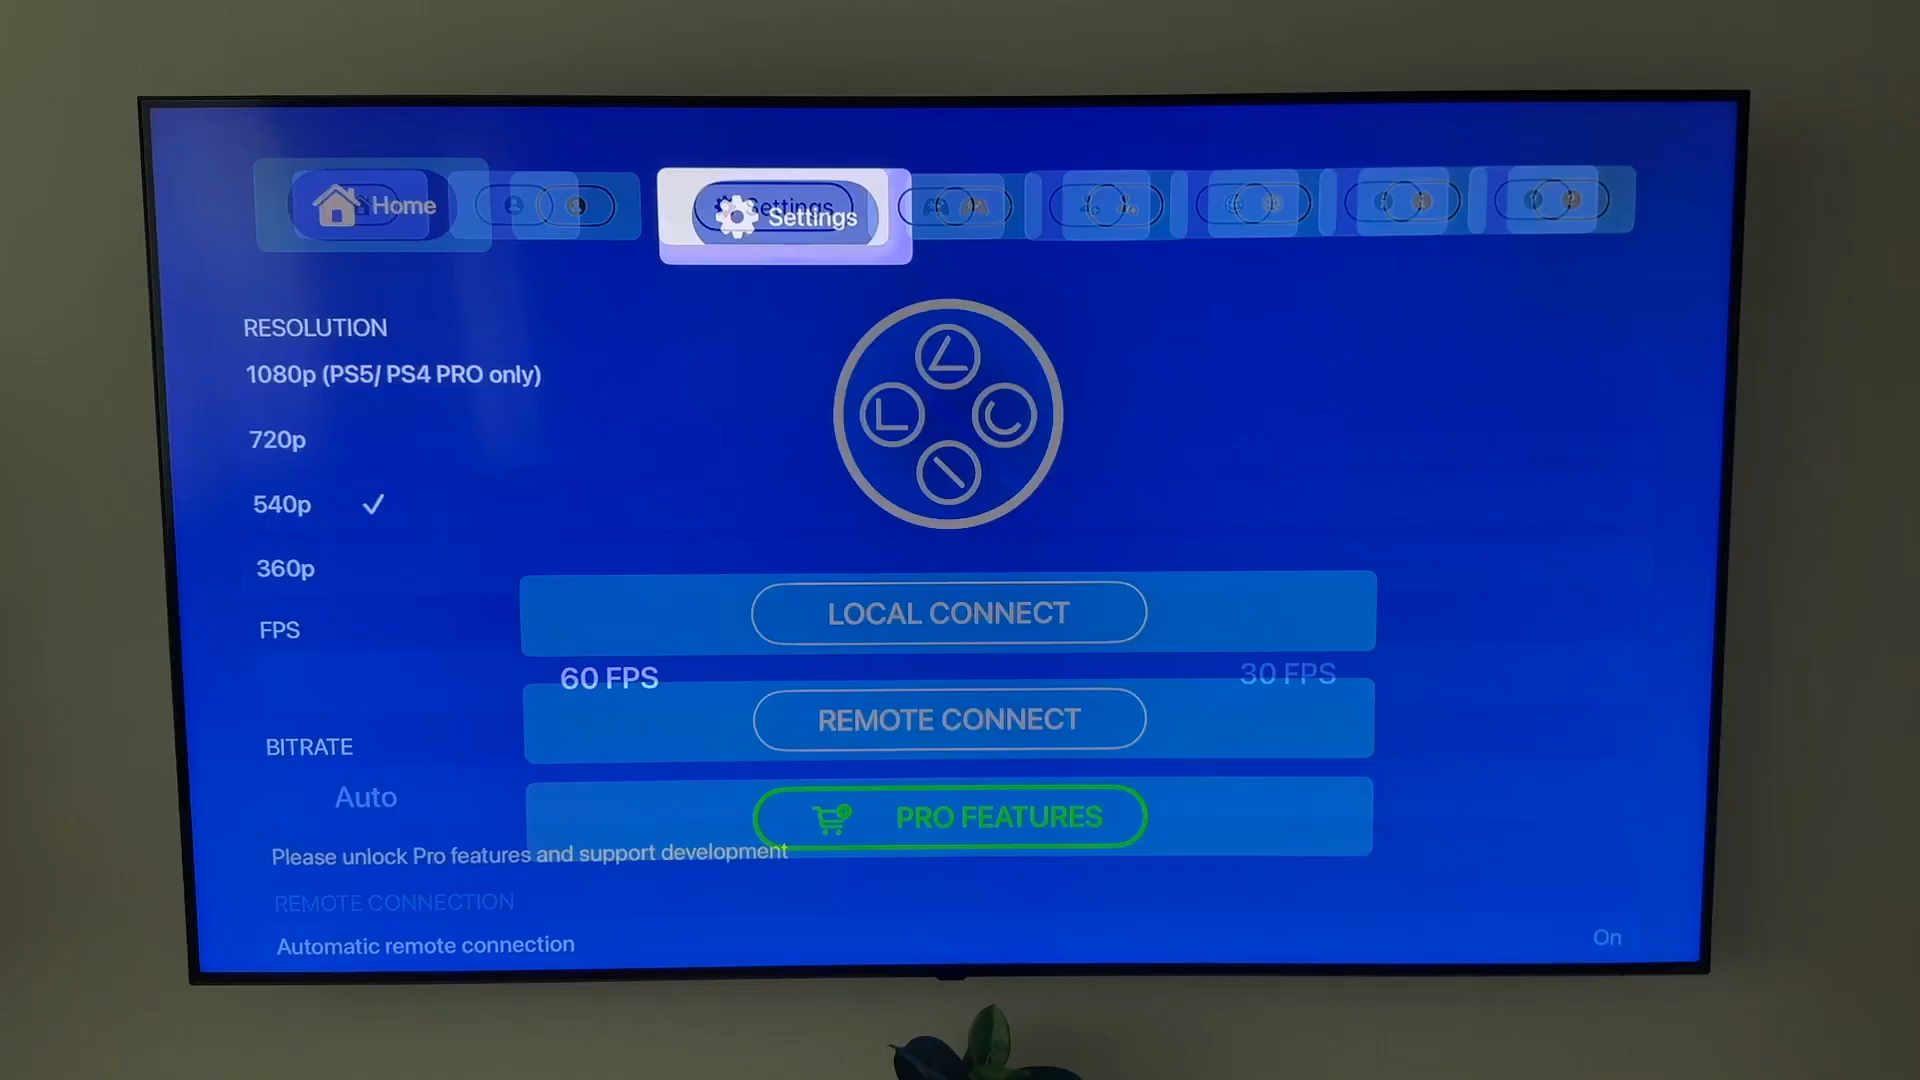 Home
Settings
Settings
RESOLUTION
1080p (PS5/ PS4 PRO only)
720p
540p
360p
FPS
LOCAL CONNECT
60 FPS
30 FPS
REMOTE CONNECT
BITRATE
Auto
PRO FEATURES
Please unlock Pro features and support development
REMOTE CONNECTION
Automatic remote connection
On